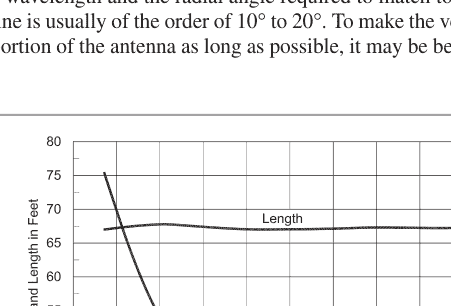 wavelength and the radial angle required to match to
ine is usually of the order of 10° to 20°. To make the v
ortion of the antenna as long as possible, it may be be
80
75
70
Length
65
60
and Length in Feet